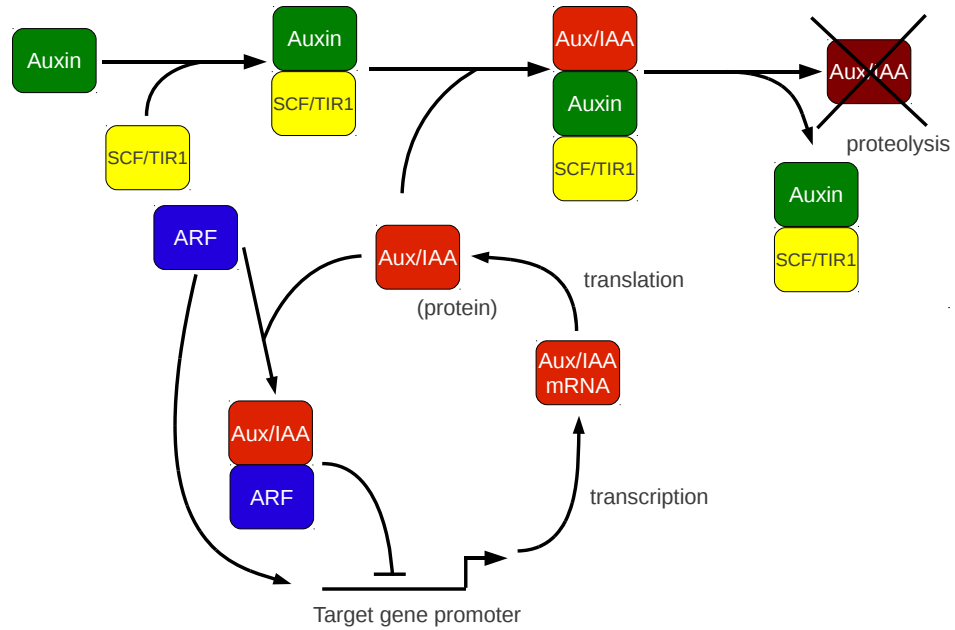 Auxin
SCF/TIR1
Auxin
SCF/TIR1
Aux/IAA
Auxin
SCF/TIR1
Aux/IAA
proteolysis
Auxin
SCF/TIR1
ARF
Aux/IAA
(protein)
translation
Aux/IAA
mRNA
Aux/IAA
ARF
transcription
Target gene promoter